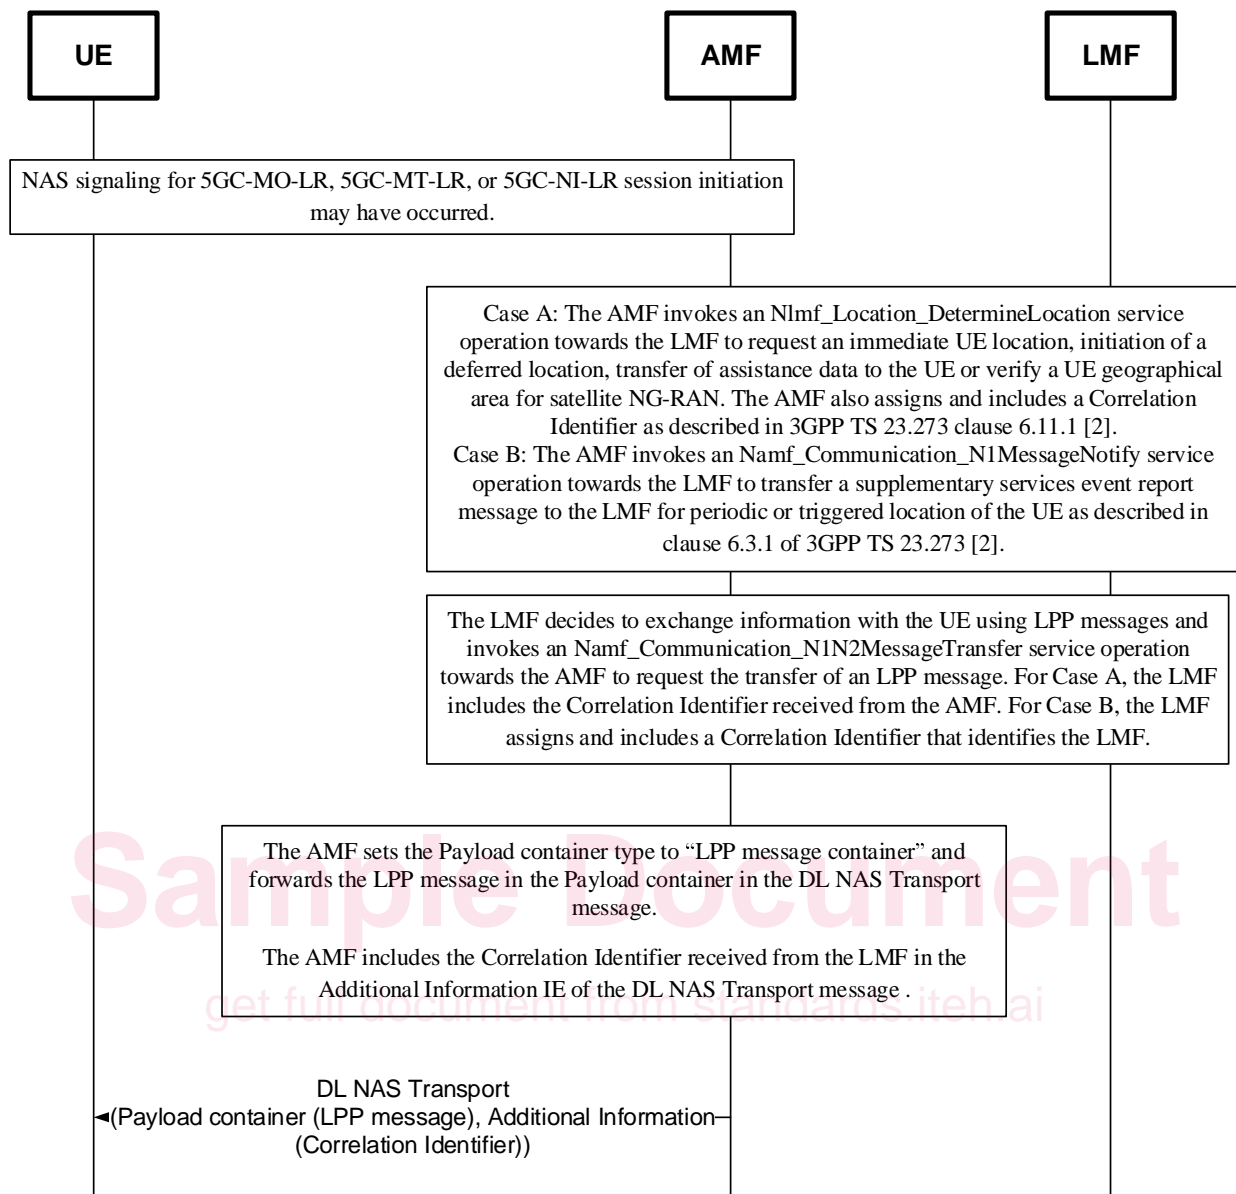 UE
AMF
LMF
NAS signaling for 5GC-MO-LR, 5GC-MT-LR, or 5GC-NI-LR session initiation
may have occurred.
Case A: The AMF invokes an Nlmf_Location_DetermineLocation service
operation towards the LMF to request an immediate UE location, initiation of a
deferred location, transfer of assistance data to the UE or verify a UE geographical
area for satellite NG-RAN. The AMF also assigns and includes a Correlation
Identifier as described in 3GPP TS 23.273 clause 6.11.1 [2].
Case B: The AMF invokes an Namf_Communication_N1MessageNotify service
operation towards the LMF to transfer a supplementary services event report
message to the LMF for periodic or triggered location of the UE as described in
clause 6.3.1 of 3GPP TS 23.273 [2].
The LMF decides to exchange information with the UE using LPP messages and
invokes an Namf_Communication_N1N2MessageTransfer service operation
towards the AMF to request the transfer of an LPP message. For Case A, the LMF
includes the Correlation Identifier received from the AMF. For Case B, the LMF
assigns and includes a Correlation Identifier that identifies the LMF.
Sample Document
The AMF sets the Payload container type to “LPP message container” and
forwards the LPP message in the Payload container in the DL NAS Transport
message.
The AMF includes the Correlation Identifier received from the LMF in the
Additional Information IE of the DL NAS Transport message .
get full document from standards.iteh.ai
DL NAS Transport
(Payload container (LPP message), Additional Information
(Correlation Identifier))